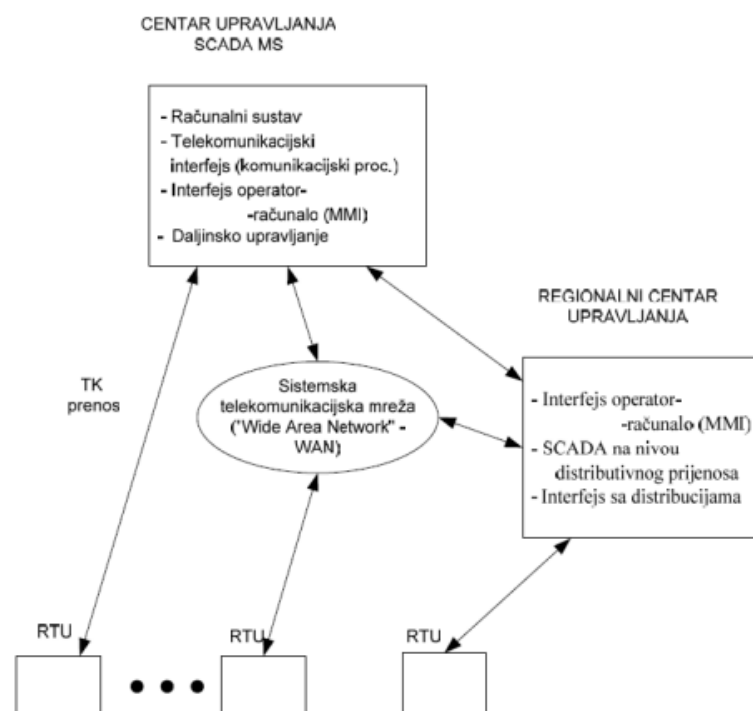 CENTAR UPRAVLJANJA
SCADA MS
- Računalni sustav
- Telekomunikacijski
interfejs (komunikacijski proc.)
- Interfejs operator-
-računalo (MMI)
- Daljinsko upravljanje
REGIONALNI CENTAR
UPRAVLJANJA
- Interfejs operator-
-računalo (MMI)
- SCADA na nivou
distributivnog prijenosa
- Interfejs sa distribucijama
TK
prenos
Sistemska
telekomunikacijska mreža
("Wide Area Network" -
WAN)
RTU
RTU
RTU